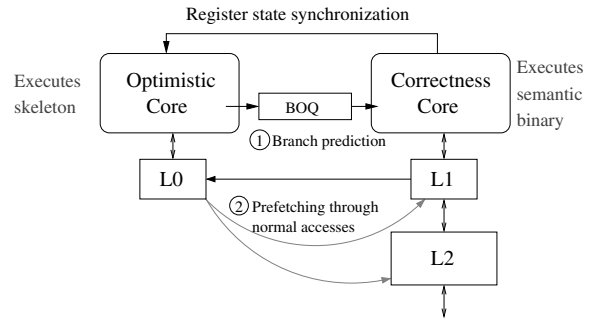 Register state synchronization
Executes
skeleton
Optimistic
Core
BOQ
Correctness
Core
Executes
semantic
binary
1 Branch prediction
L0
L1
2 Prefetching through
normal accesses
L2